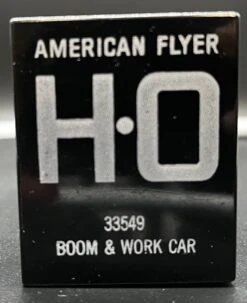 AMERICAN FLYER
H·O
33549
BOOM & WORK CAR